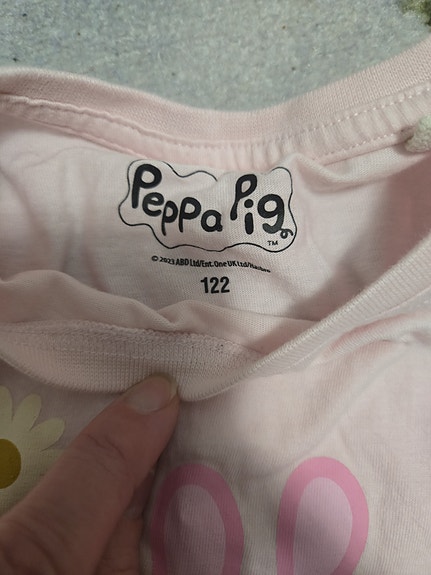 Peppa Pig
TM
© 2023 ABD Ltd/Ent. One UK Ltd/Hasbro
122